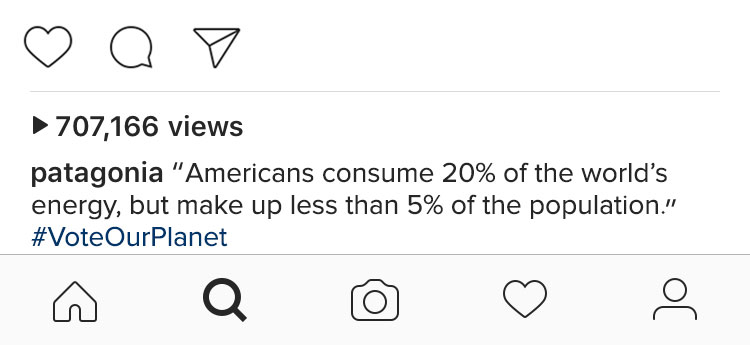 707,166 views
patagonia “Americans consume 20% of the world’s
energy, but make up less than 5% of the population.”
#VoteOurPlanet